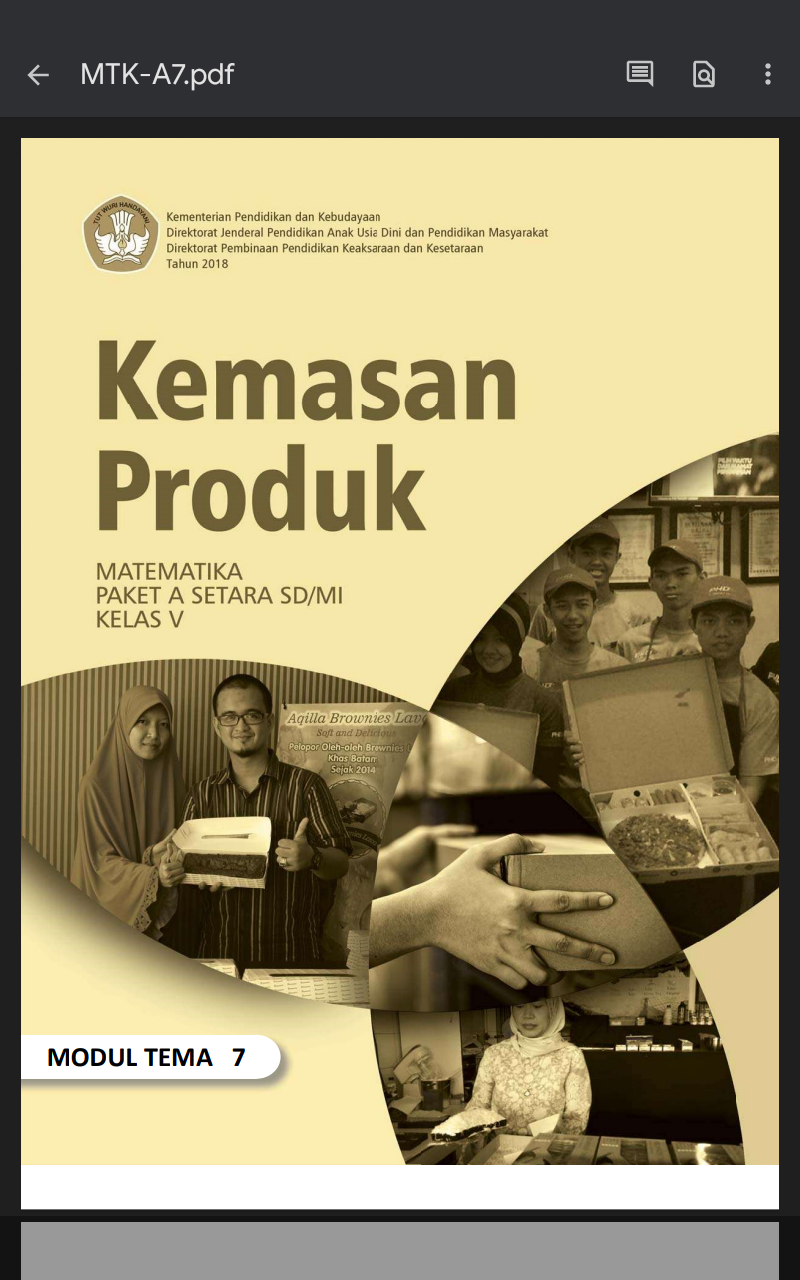 MTK-A7.pdf
TUT WURI HANDAYANI
Kementerian Pendidikan dan Kebudayaan
Direktorat Jenderal Pendidikan Anak Usia Dini dan Pendidikan Masyarakat
Direktorat Pembinaan Pendidikan Keaksaraan dan Kesetaraan
Tahun 2018
Kemasan
Produk
MATEMATIKA
PAKET A SETARA SD/MI
KELAS V
PHD
Aqilla Brownies Lava
Soft and Delicious
Pelopor Oleh-oleh Brownies
Khas Batam
Sejak 2014
MODUL TEMA 7